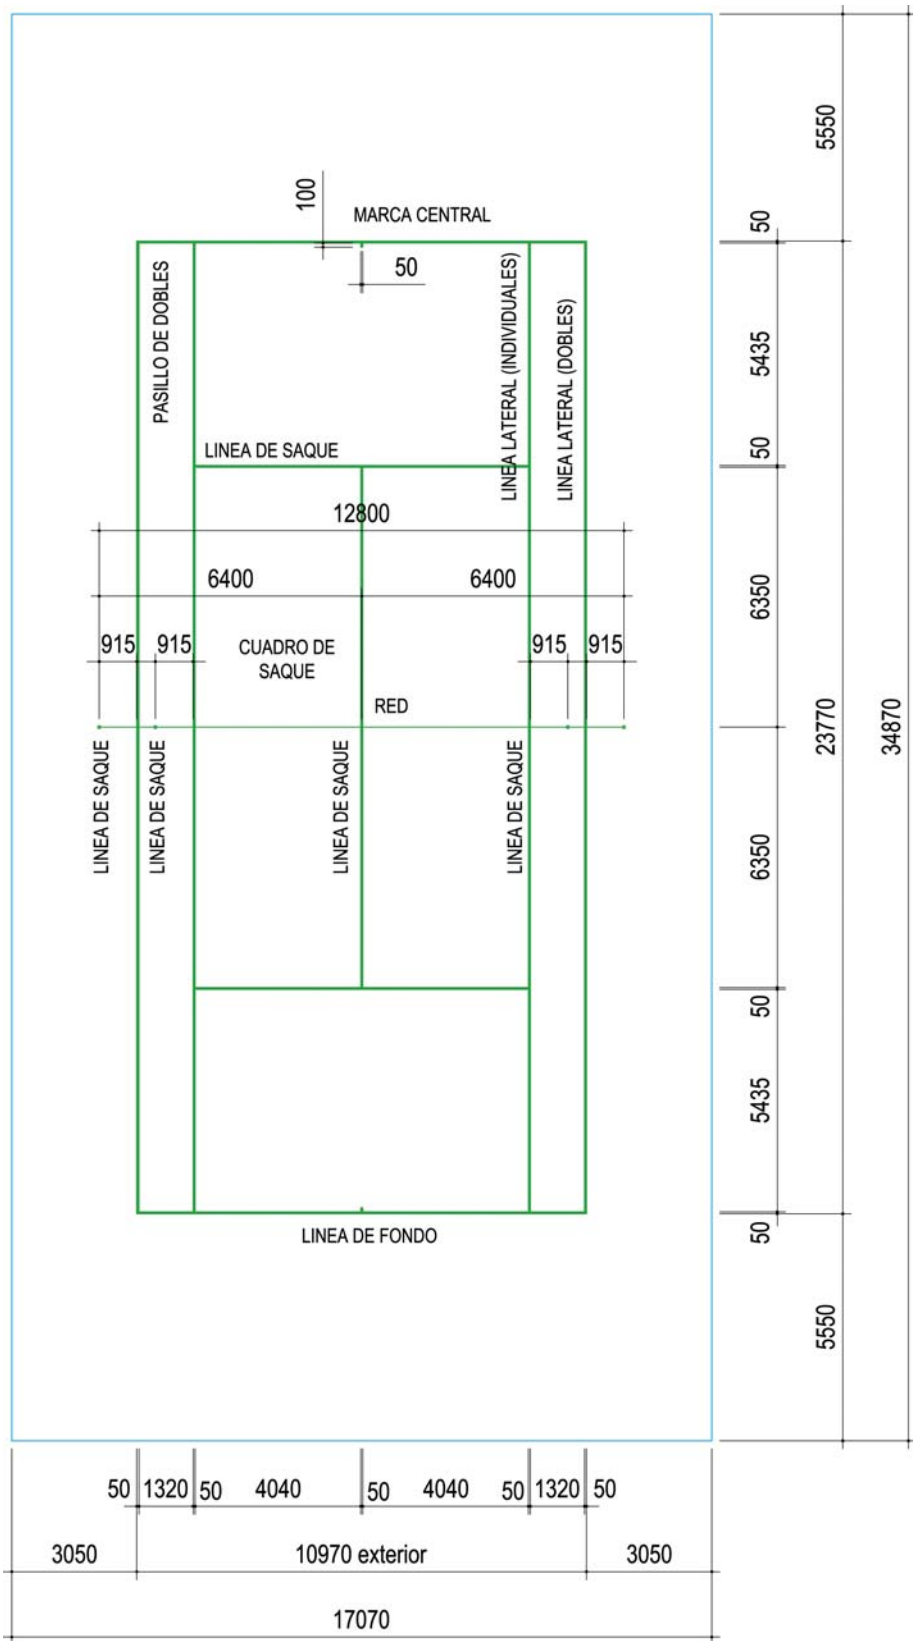 5550
100
MARCA CENTRAL
50
50
PASILLO DE DOBLES
LINEA LATERAL (INDIVIDUALES)
LINEA LATERAL (DOBLES)
5435
LINEA DE SAQUE
50
12800
6400
6400
6350
915
915
CUADRO DE
SAQUE
915
915
RED
23770
34870
LINEA DE SAQUE
LINEA DE SAQUE
LINEA DE SAQUE
LINEA DE SAQUE
6350
50
5435
LINEA DE FONDO
50
5550
50 1320 50 4040 50 4040 50 1320 50
3050 10970 exterior 3050
17070